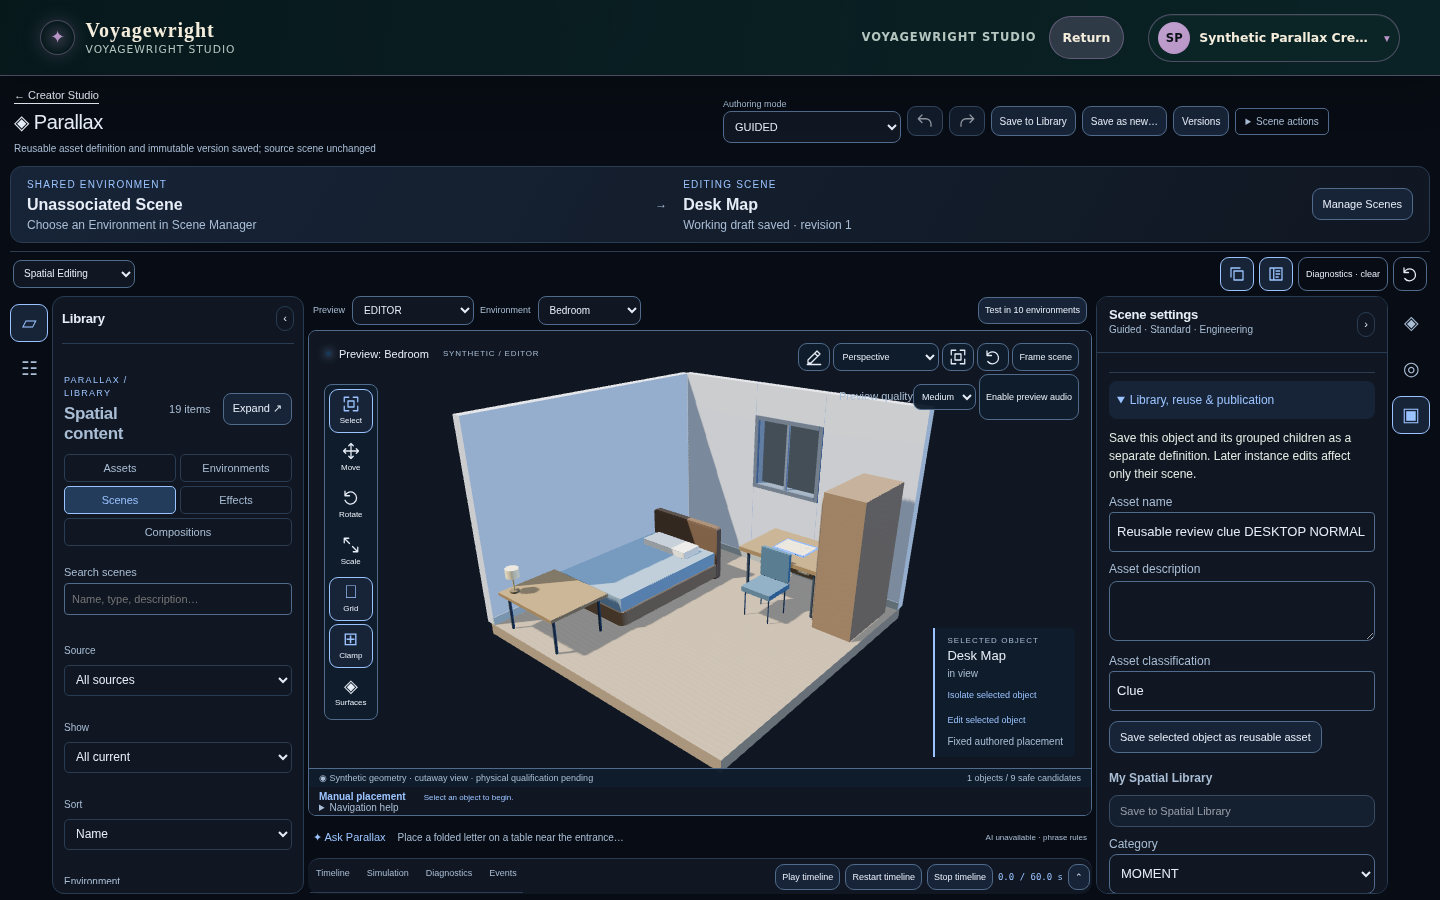 Voyagewright
VOYAGEWRIGHT STUDIO
VOYAGEWRIGHT STUDIO
Return
SP
Synthetic Parallax Cre…
← Creator Studio
◈ Parallax
Reusable asset definition and immutable version saved; source scene unchanged
Authoring mode
GUIDED
Save to Library
Save as new…
Versions
Scene actions
SHARED ENVIRONMENT
Unassociated Scene
Choose an Environment in Scene Manager
→
EDITING SCENE
Desk Map
Working draft saved · revision 1
Manage Scenes
Spatial Editing
Diagnostics · clear
Library
PARALLAX /
LIBRARY
Spatial
content
19 items
Expand ↗
Assets
Environments
Scenes
Effects
Compositions
Search scenes
Name, type, description…
Source
All sources
Show
All current
Sort
Name
Environment
Preview
EDITOR
Environment
Bedroom
Test in 10 environments
Preview: Bedroom
SYNTHETIC / EDITOR
Perspective
Frame scene
Preview quality
Medium
Enable preview audio
Select
Move
Rotate
Scale
Grid
Clamp
Surfaces
SELECTED OBJECT
Desk Map
in view
Isolate selected object
Edit selected object
Fixed authored placement
◉ Synthetic geometry · cutaway view · physical qualification pending
1 objects / 9 safe candidates
Manual placement
Select an object to begin.
Navigation help
✦ Ask Parallax
Place a folded letter on a table near the entrance…
AI unavailable · phrase rules
Timeline
Simulation
Diagnostics
Events
Play timeline
Restart timeline
Stop timeline
0.0 / 60.0 s
Scene settings
Guided · Standard · Engineering
Library, reuse & publication
Save this object and its grouped children as a
separate definition. Later instance edits affect
only their scene.
Asset name
Reusable review clue DESKTOP NORMAL
Asset description
Asset classification
Clue
Save selected object as reusable asset
My Spatial Library
Save to Spatial Library
Category
MOMENT